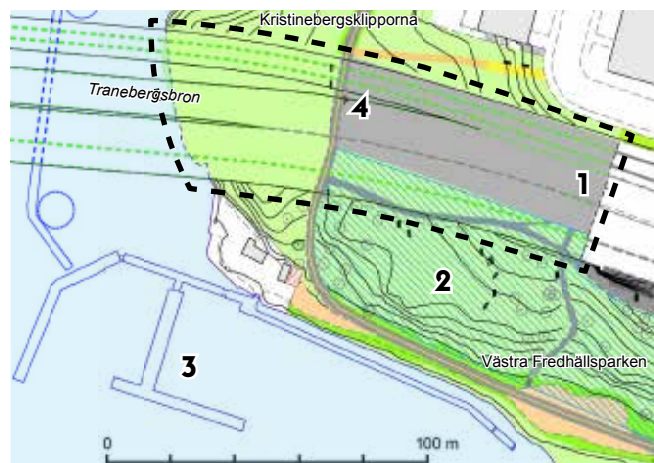 Kristinebergsklipporna
Tranebergsbron
4
1
2
Västra Fredhällsparken
3
0 100 m